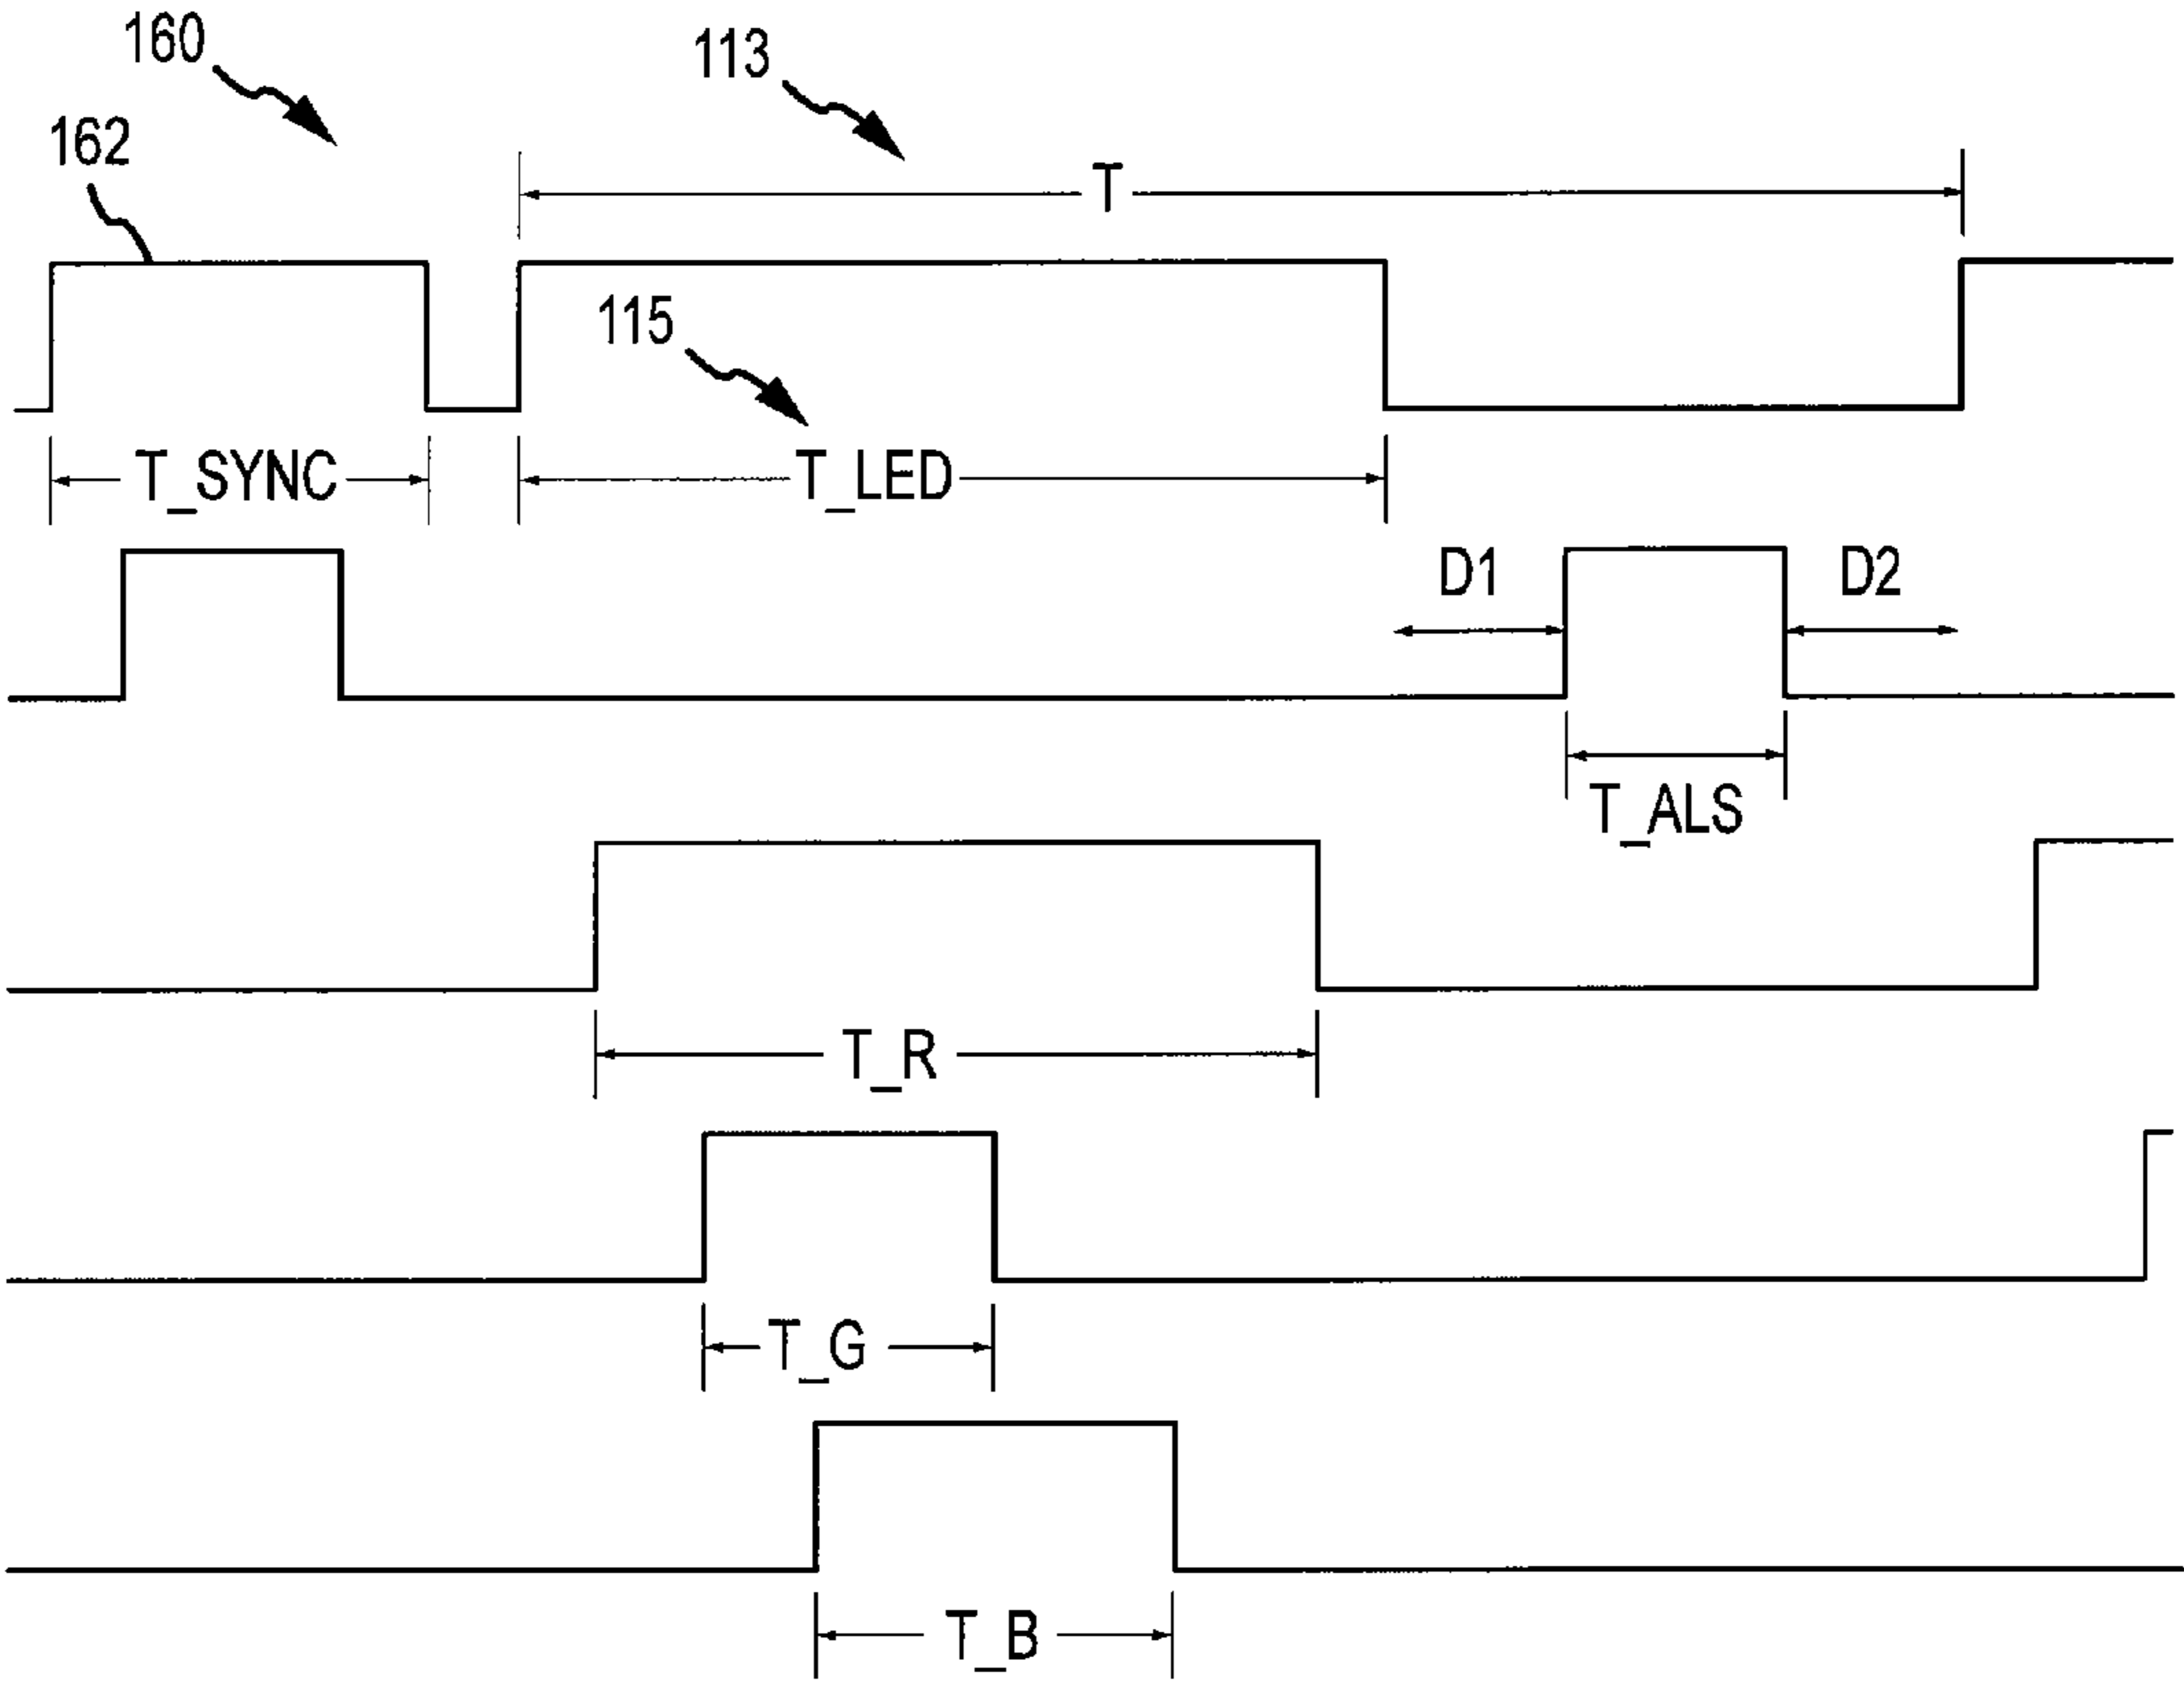 160
113
162
T
115
T_SYNC
T_LED
D1
D2
T_ALS
T_R
T_G
T_B